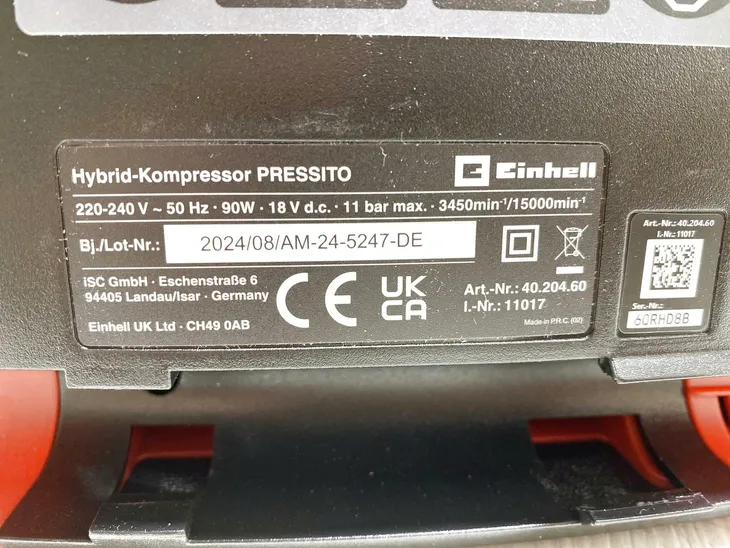 Hybrid-Kompressor PRESSITO
Einhell
220-240 V ~ 50 Hz · 90W · 18 V d.c. · 11 bar max. · 3450min⁻¹/15000min⁻¹
Bj./Lot-Nr.: 2024/08/AM-24-5247-DE
ISC GmbH · Eschenstraße 6
94405 Landau/Isar · Germany
Einhell UK Ltd · CH49 0AB
CE
UK
CA
Art.-Nr.: 40.204.60
I.-Nr.: 11017
Made in P.R.C. (02)
Art.-Nr.: 40.204.60
I.-Nr.: 11017
Ser.-Nr.:
60RHD8B